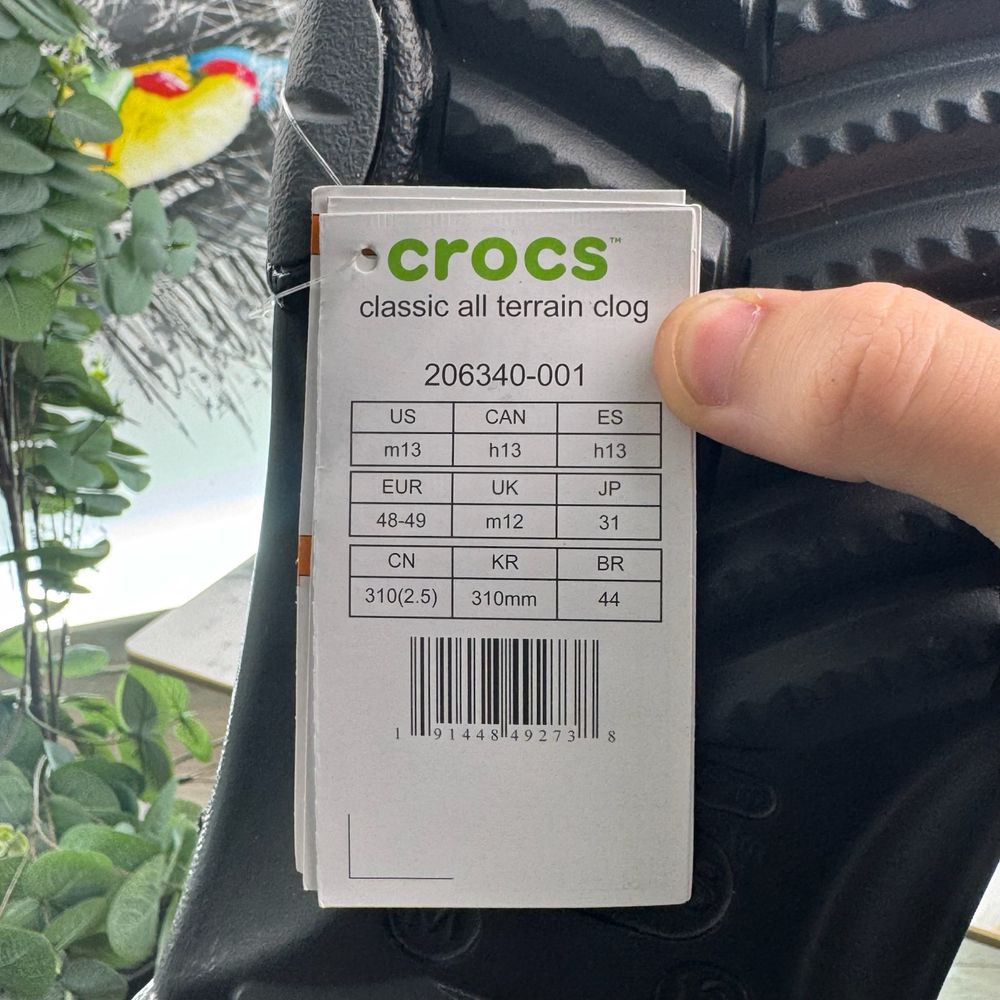 crocs™
classic all terrain clog
206340-001
US CAN ES
m13 h13 h13
EUR UK JP
48-49 m12 31
CN KR BR
310(2.5) 310mm 44
1 91448 49273 8